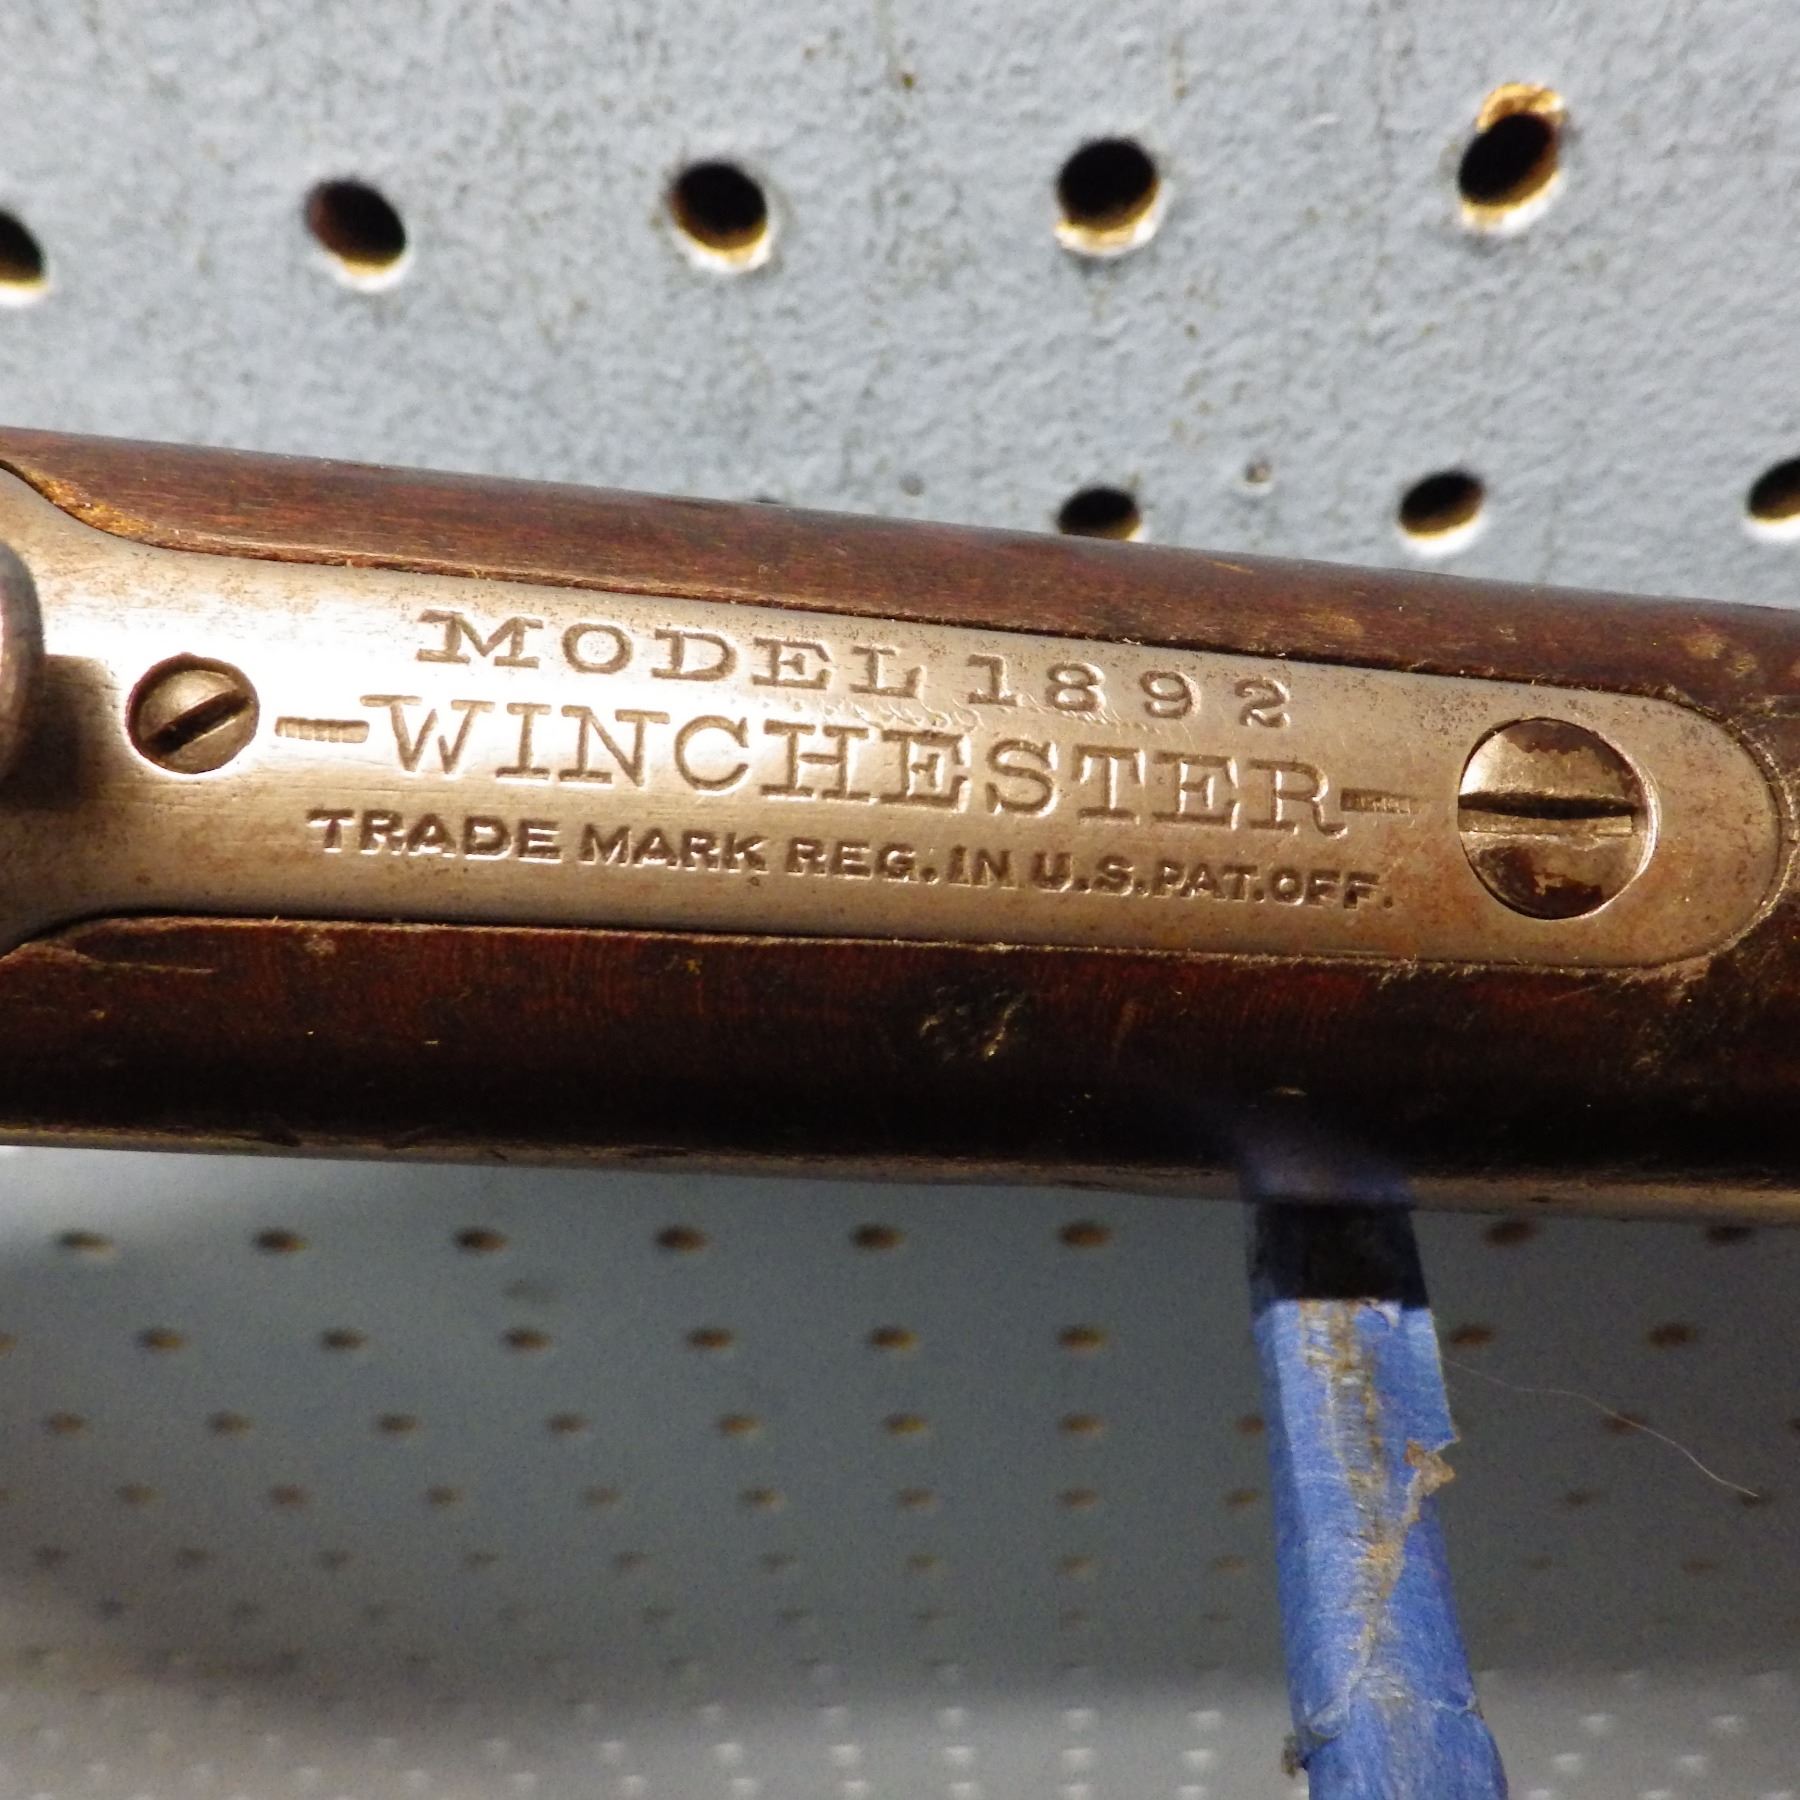 MODEL 1892
-WINCHESTER-
TRADE MARK REG. IN U.S. PAT. OFF.